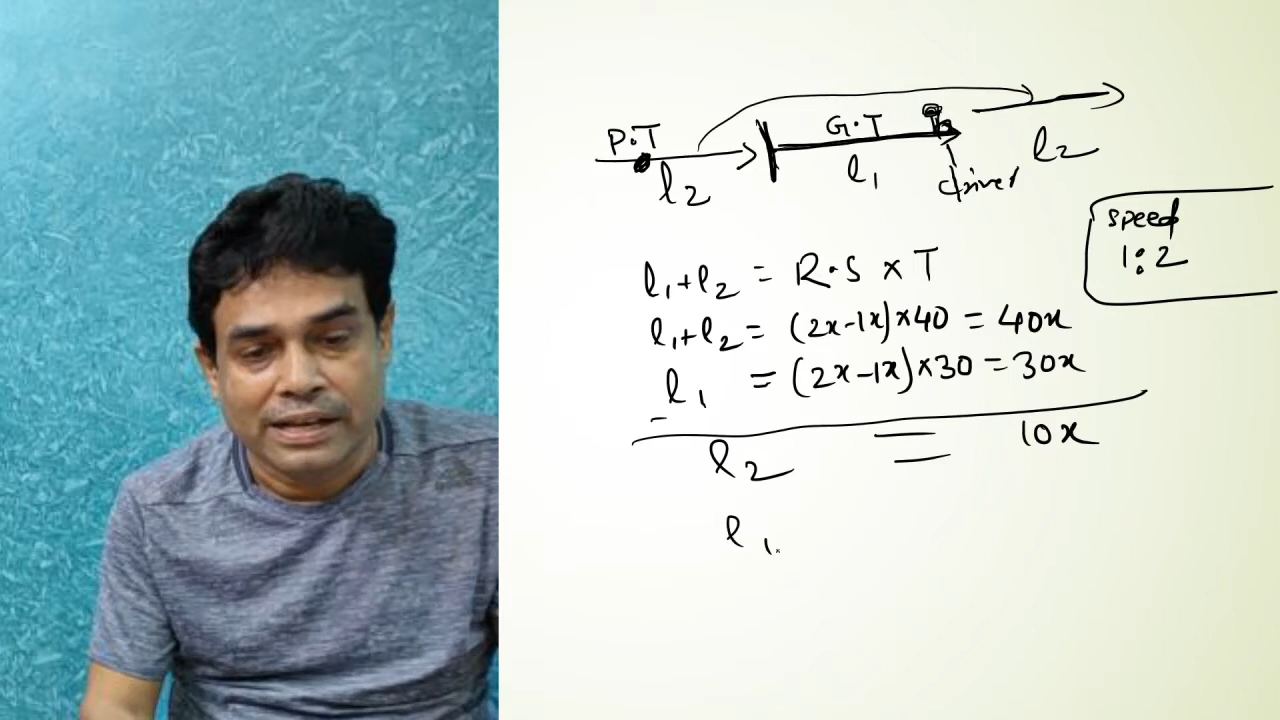 P.T
G.T
l2
l1
driver
l2
speed
1:2
l1+l2 = R.S × T
l1+l2 = (2x-1x)×40 = 40x
l1 = (2x-1x)×30 = 30x
-
l2 = 10x
l1